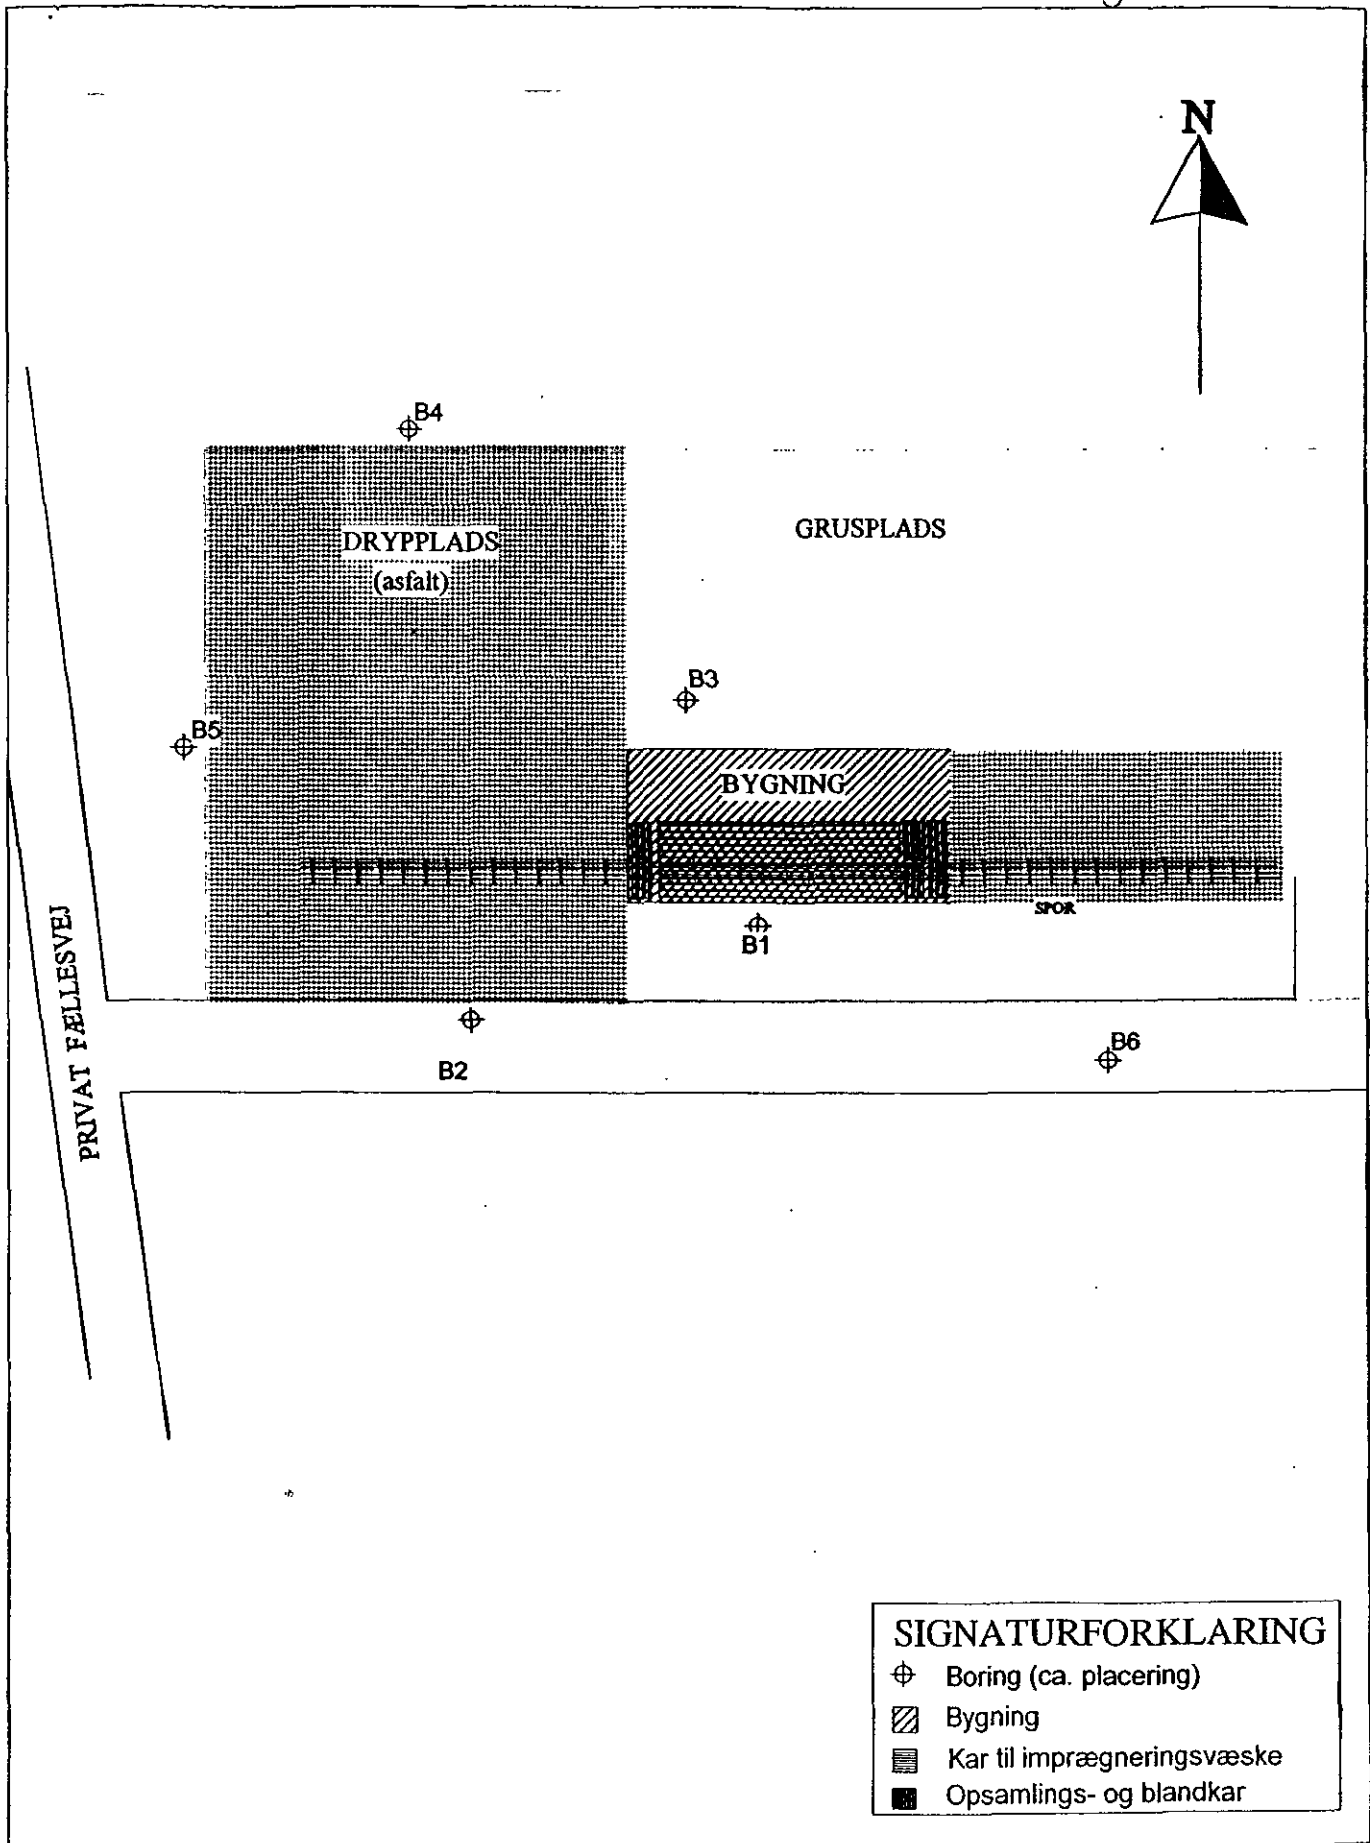 N
B4
DRYPPLADS
(asfalt)
GRUSPLADS
B3
B5
BYGNING
SPOR
B1
PRIVAT FÆLLESVEJ
B2
B6
SIGNATURFORKLARING
Boring (ca. placering)
Bygning
Kar til imprægneringsvæske
Opsamlings- og blandkar